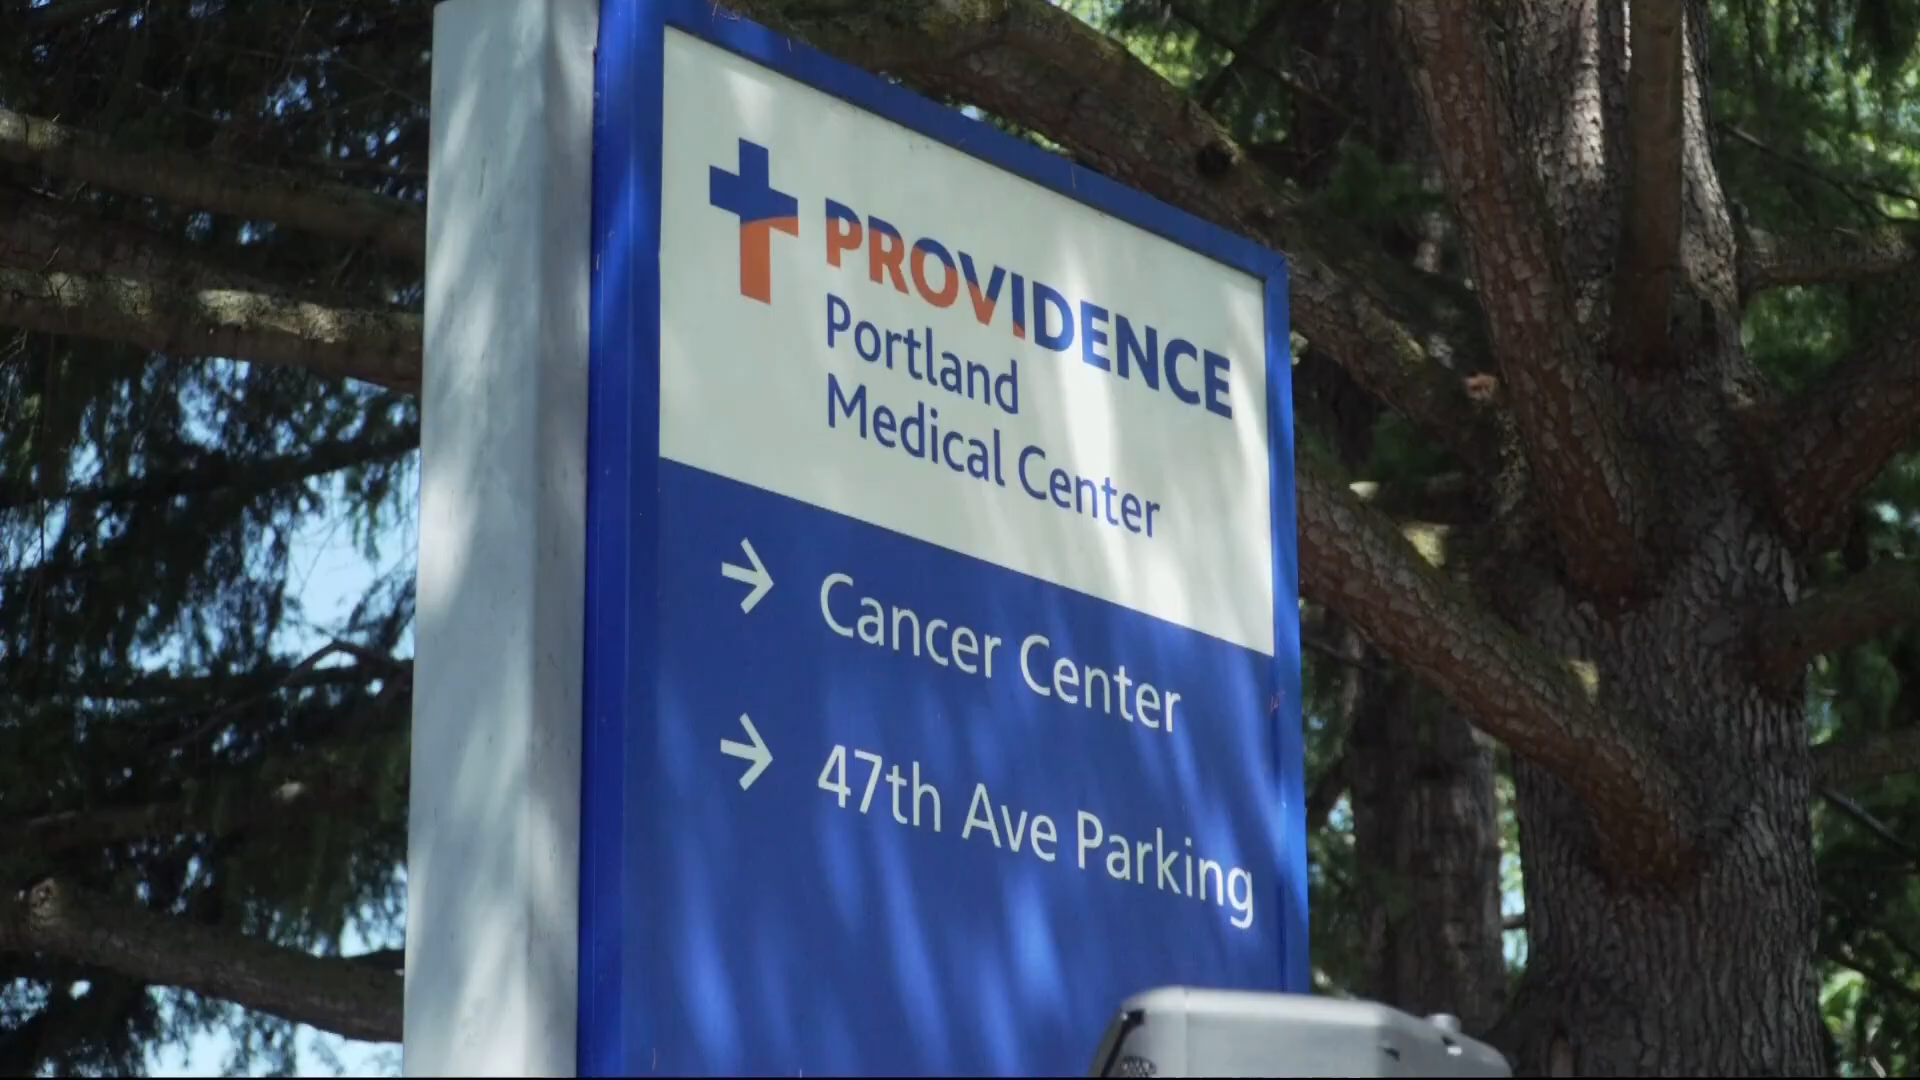 PROVIDENCE
Portland
Medical Center
→ Cancer Center
→ 47th Ave Parking